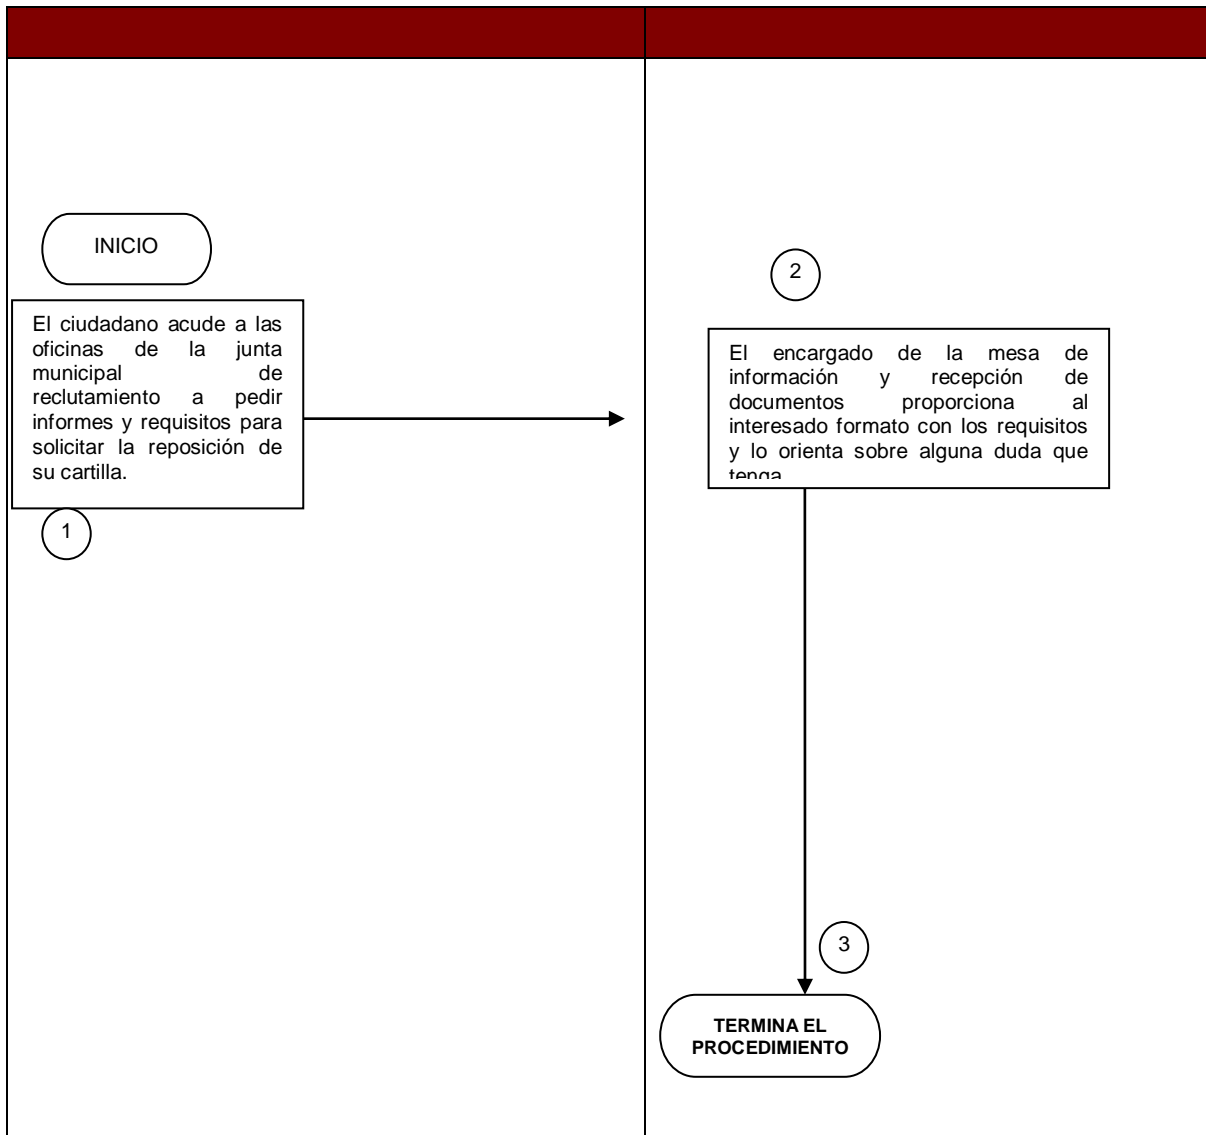 INICIO
El ciudadano acude a las
oficinas de la junta
municipal de
reclutamiento a pedir
informes y requisitos para
solicitar la reposición de
su cartilla.
1
2
El encargado de la mesa de
información y recepción de
documentos proporciona al
interesado formato con los requisitos
y lo orienta sobre alguna duda que
tenga
3
TERMINA EL
PROCEDIMIENTO